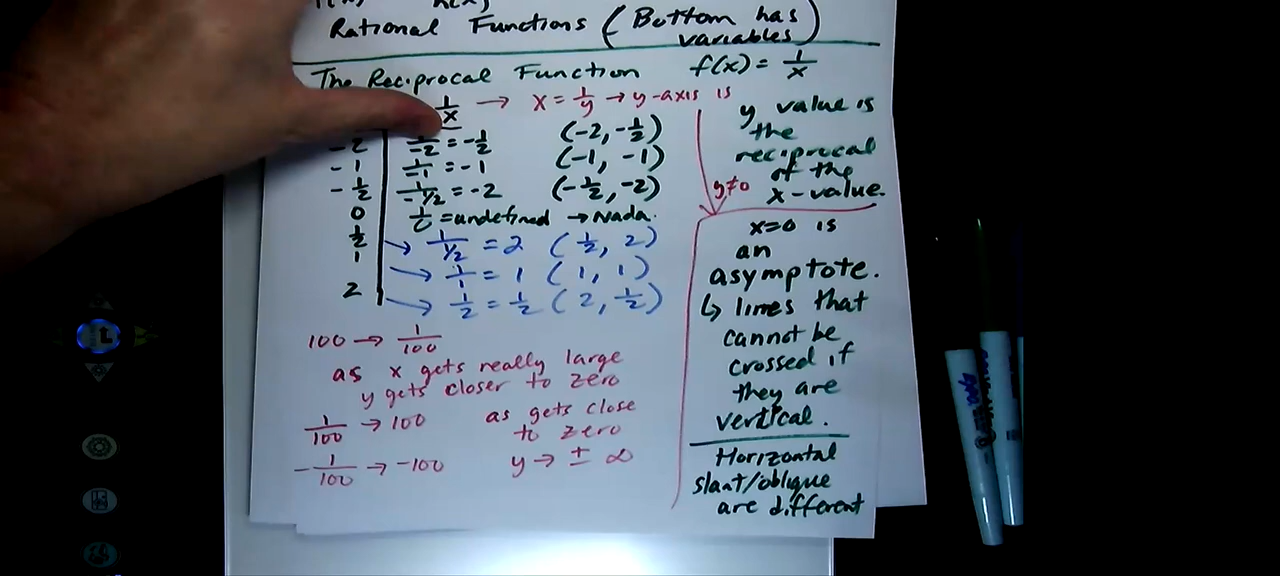 Rational Functions (Bottom has
variables)
The Reciprocal Function f(x) = 1/x
1/x → x = 1/y → y-axis is
y≠0
y value is
the
reciprocal
of the
x-value.
-2 1/-2 = -1/2 (-2, -1/2)
-1 1/-1 = -1 (-1, -1)
-1/2 1/-1/2 = -2 (-1/2, -2)
0 1/0 = undefined → Nada.
1/2 → 1/1/2 = 2 (1/2, 2)
1 → 1/1 = 1 (1, 1)
2 → 1/2 = 1/2 (2, 1/2)
100 → 1/100
as x gets really large
y gets closer to zero
1/100 → 100 as gets close
to zero
-1/100 → -100 y → ± ∞
x=0 is
an
asymptote.
↳ lines that
cannot be
crossed if
they are
vertical.
Horizontal
slant/oblique
are different